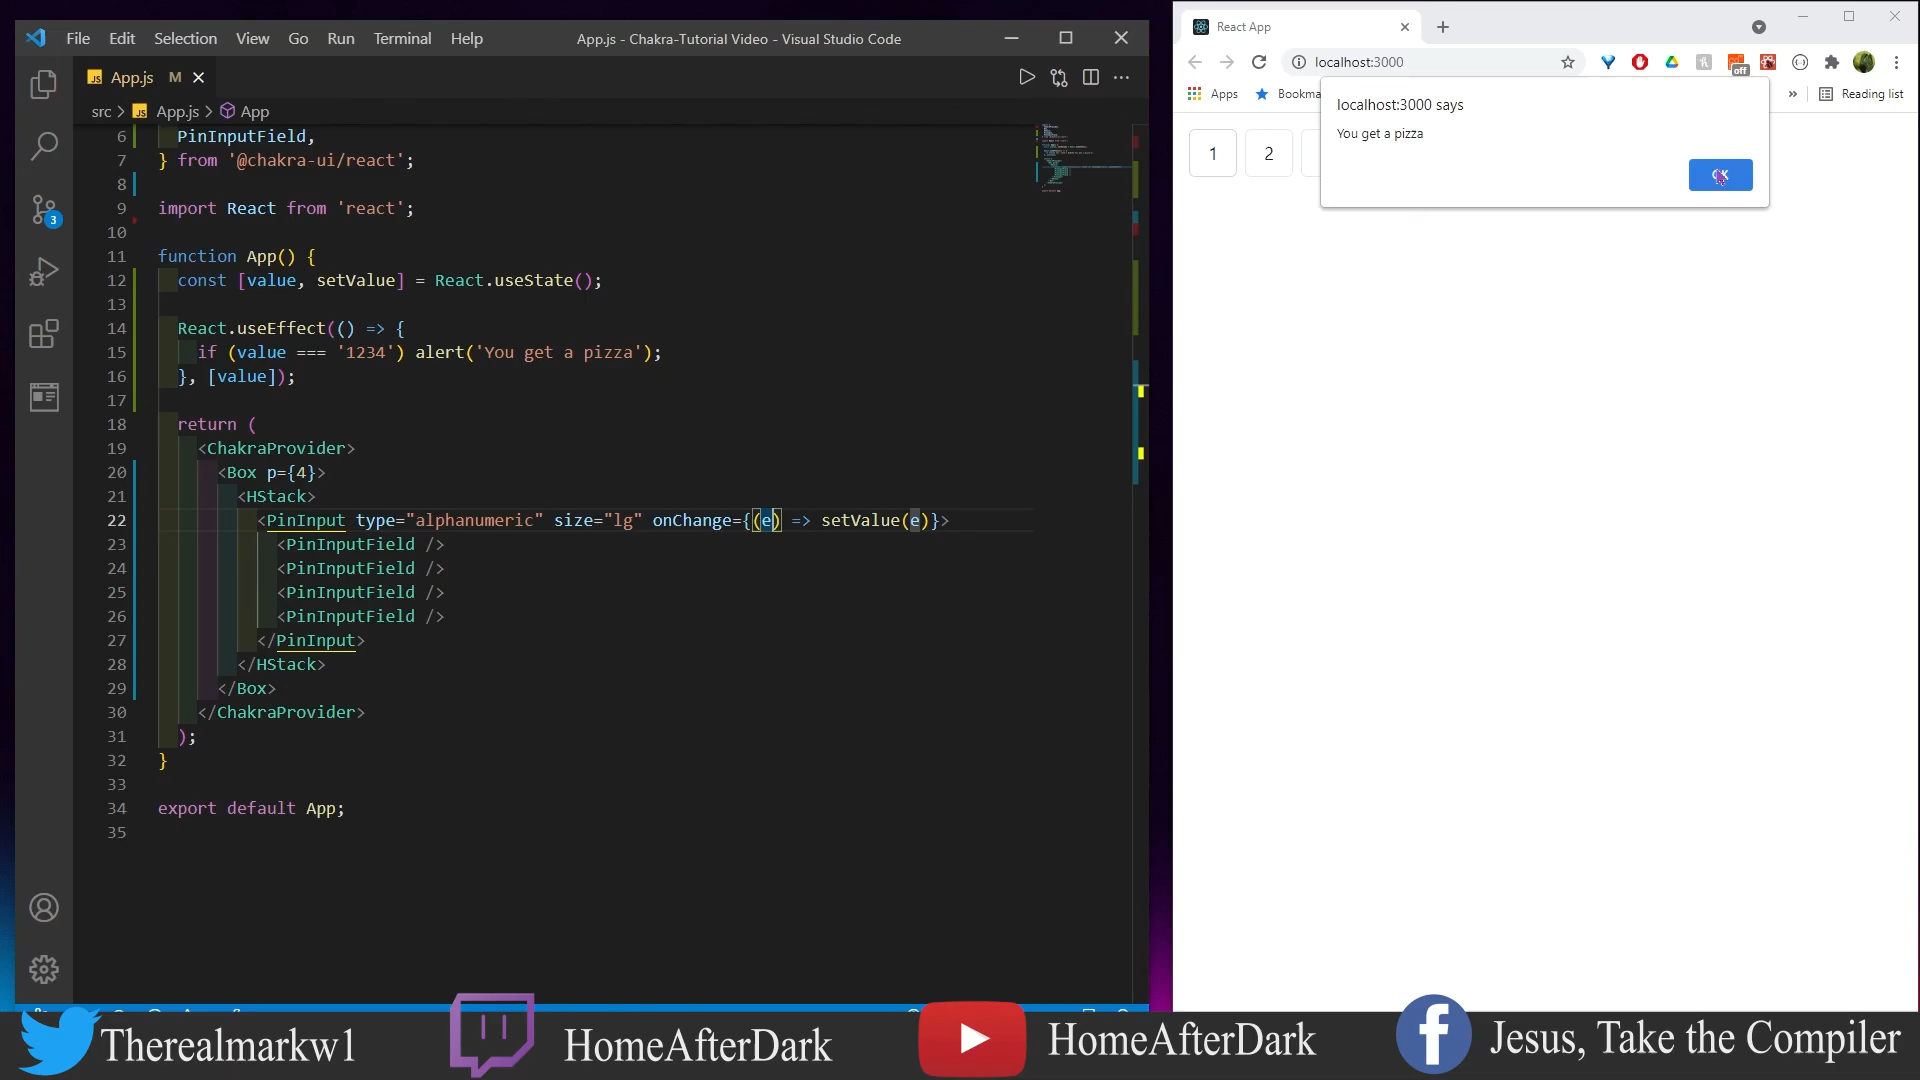 File Edit Selection View Go Run Terminal Help
App.js - Chakra-Tutorial Video - Visual Studio Code
App.js M
src > App.js > App
6 PinInputField,
7 } from '@chakra-ui/react';
8
9 import React from 'react';
10
11 function App() {
12 const [value, setValue] = React.useState();
13
14 React.useEffect(() => {
15 if (value === '1234') alert('You get a pizza');
16 }, [value]);
17
18 return (
19 <ChakraProvider>
20 <Box p={4}>
21 <HStack>
22 <PinInput type="alphanumeric" size="lg" onChange={(e) => setValue(e)}>
23 <PinInputField />
24 <PinInputField />
25 <PinInputField />
26 <PinInputField />
27 </PinInput>
28 </HStack>
29 </Box>
30 </ChakraProvider>
31 );
32 }
33
34 export default App;
35
3
React App
localhost:3000
off
Apps
Bookma
Reading list
localhost:3000 says
You get a pizza
OK
1 2
Therealmarkw1
HomeAfterDark
HomeAfterDark
Jesus, Take the Compiler